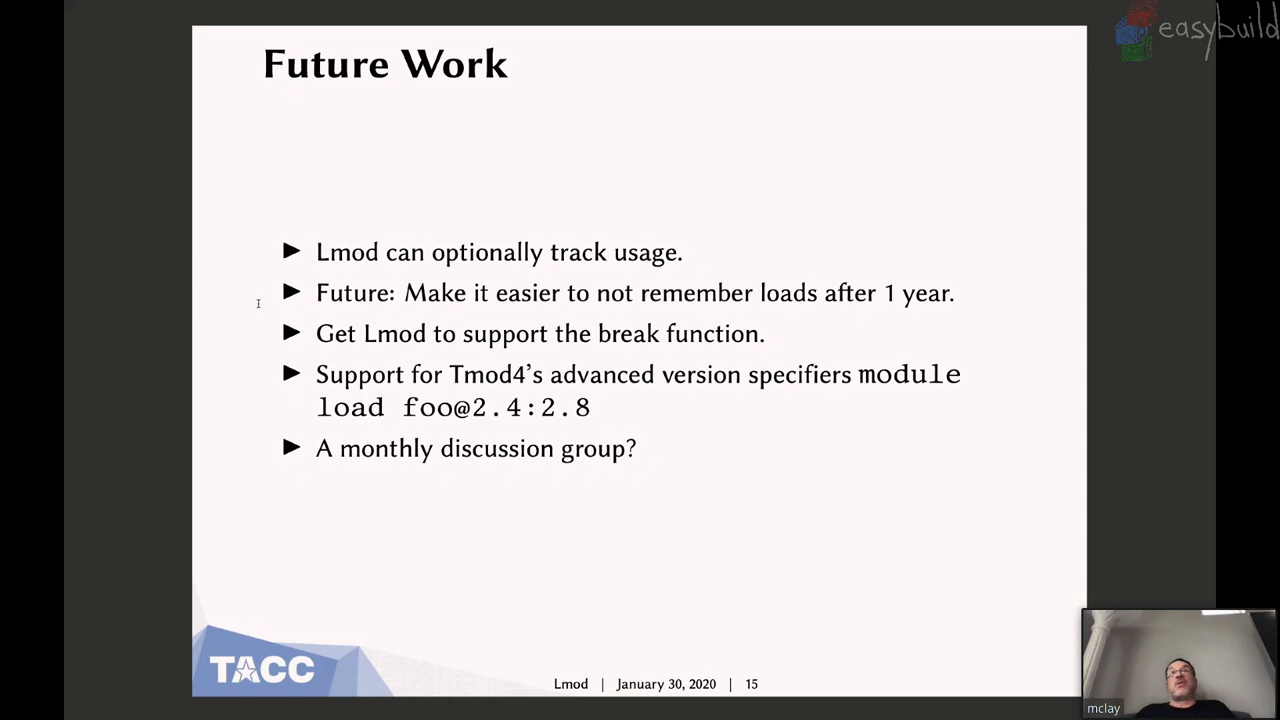 easybuild
Future Work
Lmod can optionally track usage.
Future: Make it easier to not remember loads after 1 year.
Get Lmod to support the break function.
Support for Tmod4's advanced version specifiers module
load foo@2.4:2.8
A monthly discussion group?
TACC
Lmod | January 30, 2020 | 15
mclay